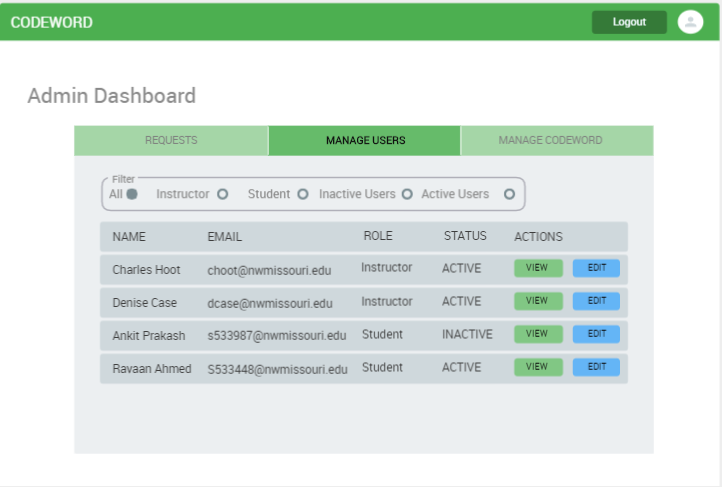 CODEWORD Logout
Admin Dashboard
REQUESTS MANAGE USERS MANAGE CODEWORD
Filter
All Instructor Student Inactive Users Active Users
NAME EMAIL ROLE STATUS ACTIONS
Charles Hoot choot@nwmissouri.edu Instructor ACTIVE VIEW EDIT
Denise Case dcase@nwmissouri.edu Instructor ACTIVE VIEW EDIT
Ankit Prakash s533987@nwmissouri.edu Student INACTIVE VIEW EDIT
Ravaan Ahmed S533448@nwmissouri.edu Student ACTIVE VIEW EDIT